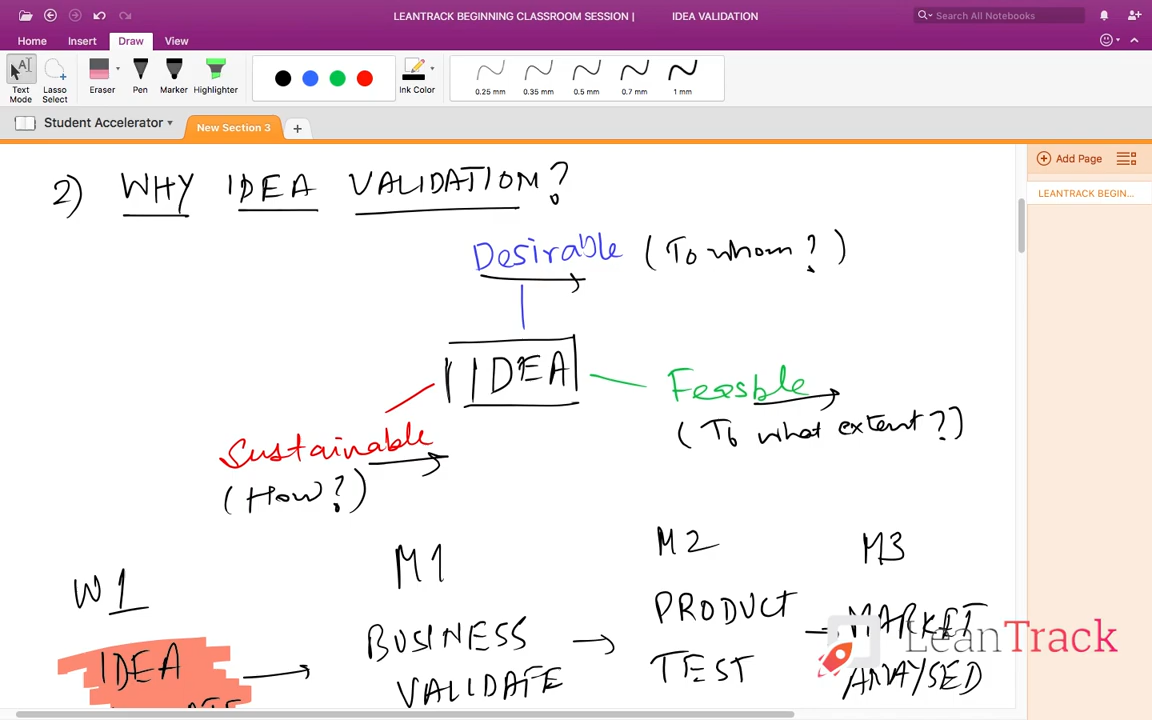 LEANTRACK BEGINNING CLASSROOM SESSION | IDEA VALIDATION
Search All Notebooks
Home Insert Draw View
Text Mode
Lasso Select
Eraser
Pen
Marker
Highlighter
Ink Color
0.25 mm 0.35 mm 0.5 mm 0.7 mm 1 mm
Student Accelerator
New Section 3
+
Add Page
LEANTRACK BEGIN...
2) WHY IDEA VALIDATION?
Desirable (To whom?)
IDEA
Feesble
(To what extent?)
Sustainable
(How?)
W1 M1 M2 M3
IDEA
BUSINESS
VALIDATE
PRODUCT
TEST
MARKET
LeanTrack